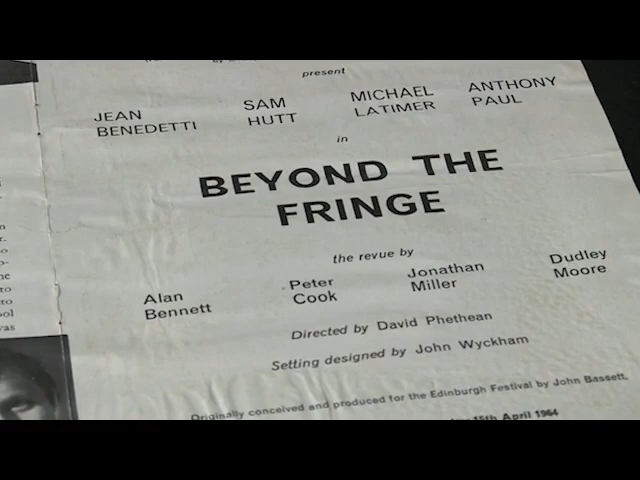 present
JEAN BENEDETTI
SAM HUTT
MICHAEL LATIMER
ANTHONY PAUL
in
BEYOND THE
FRINGE
the revue by
Alan Bennett
Peter Cook
Jonathan Miller
Dudley Moore
Directed by David Phethean
Setting designed by John Wyckham
Originally conceived and produced for the Edinburgh Festival by John Bassett,
15th April 1964